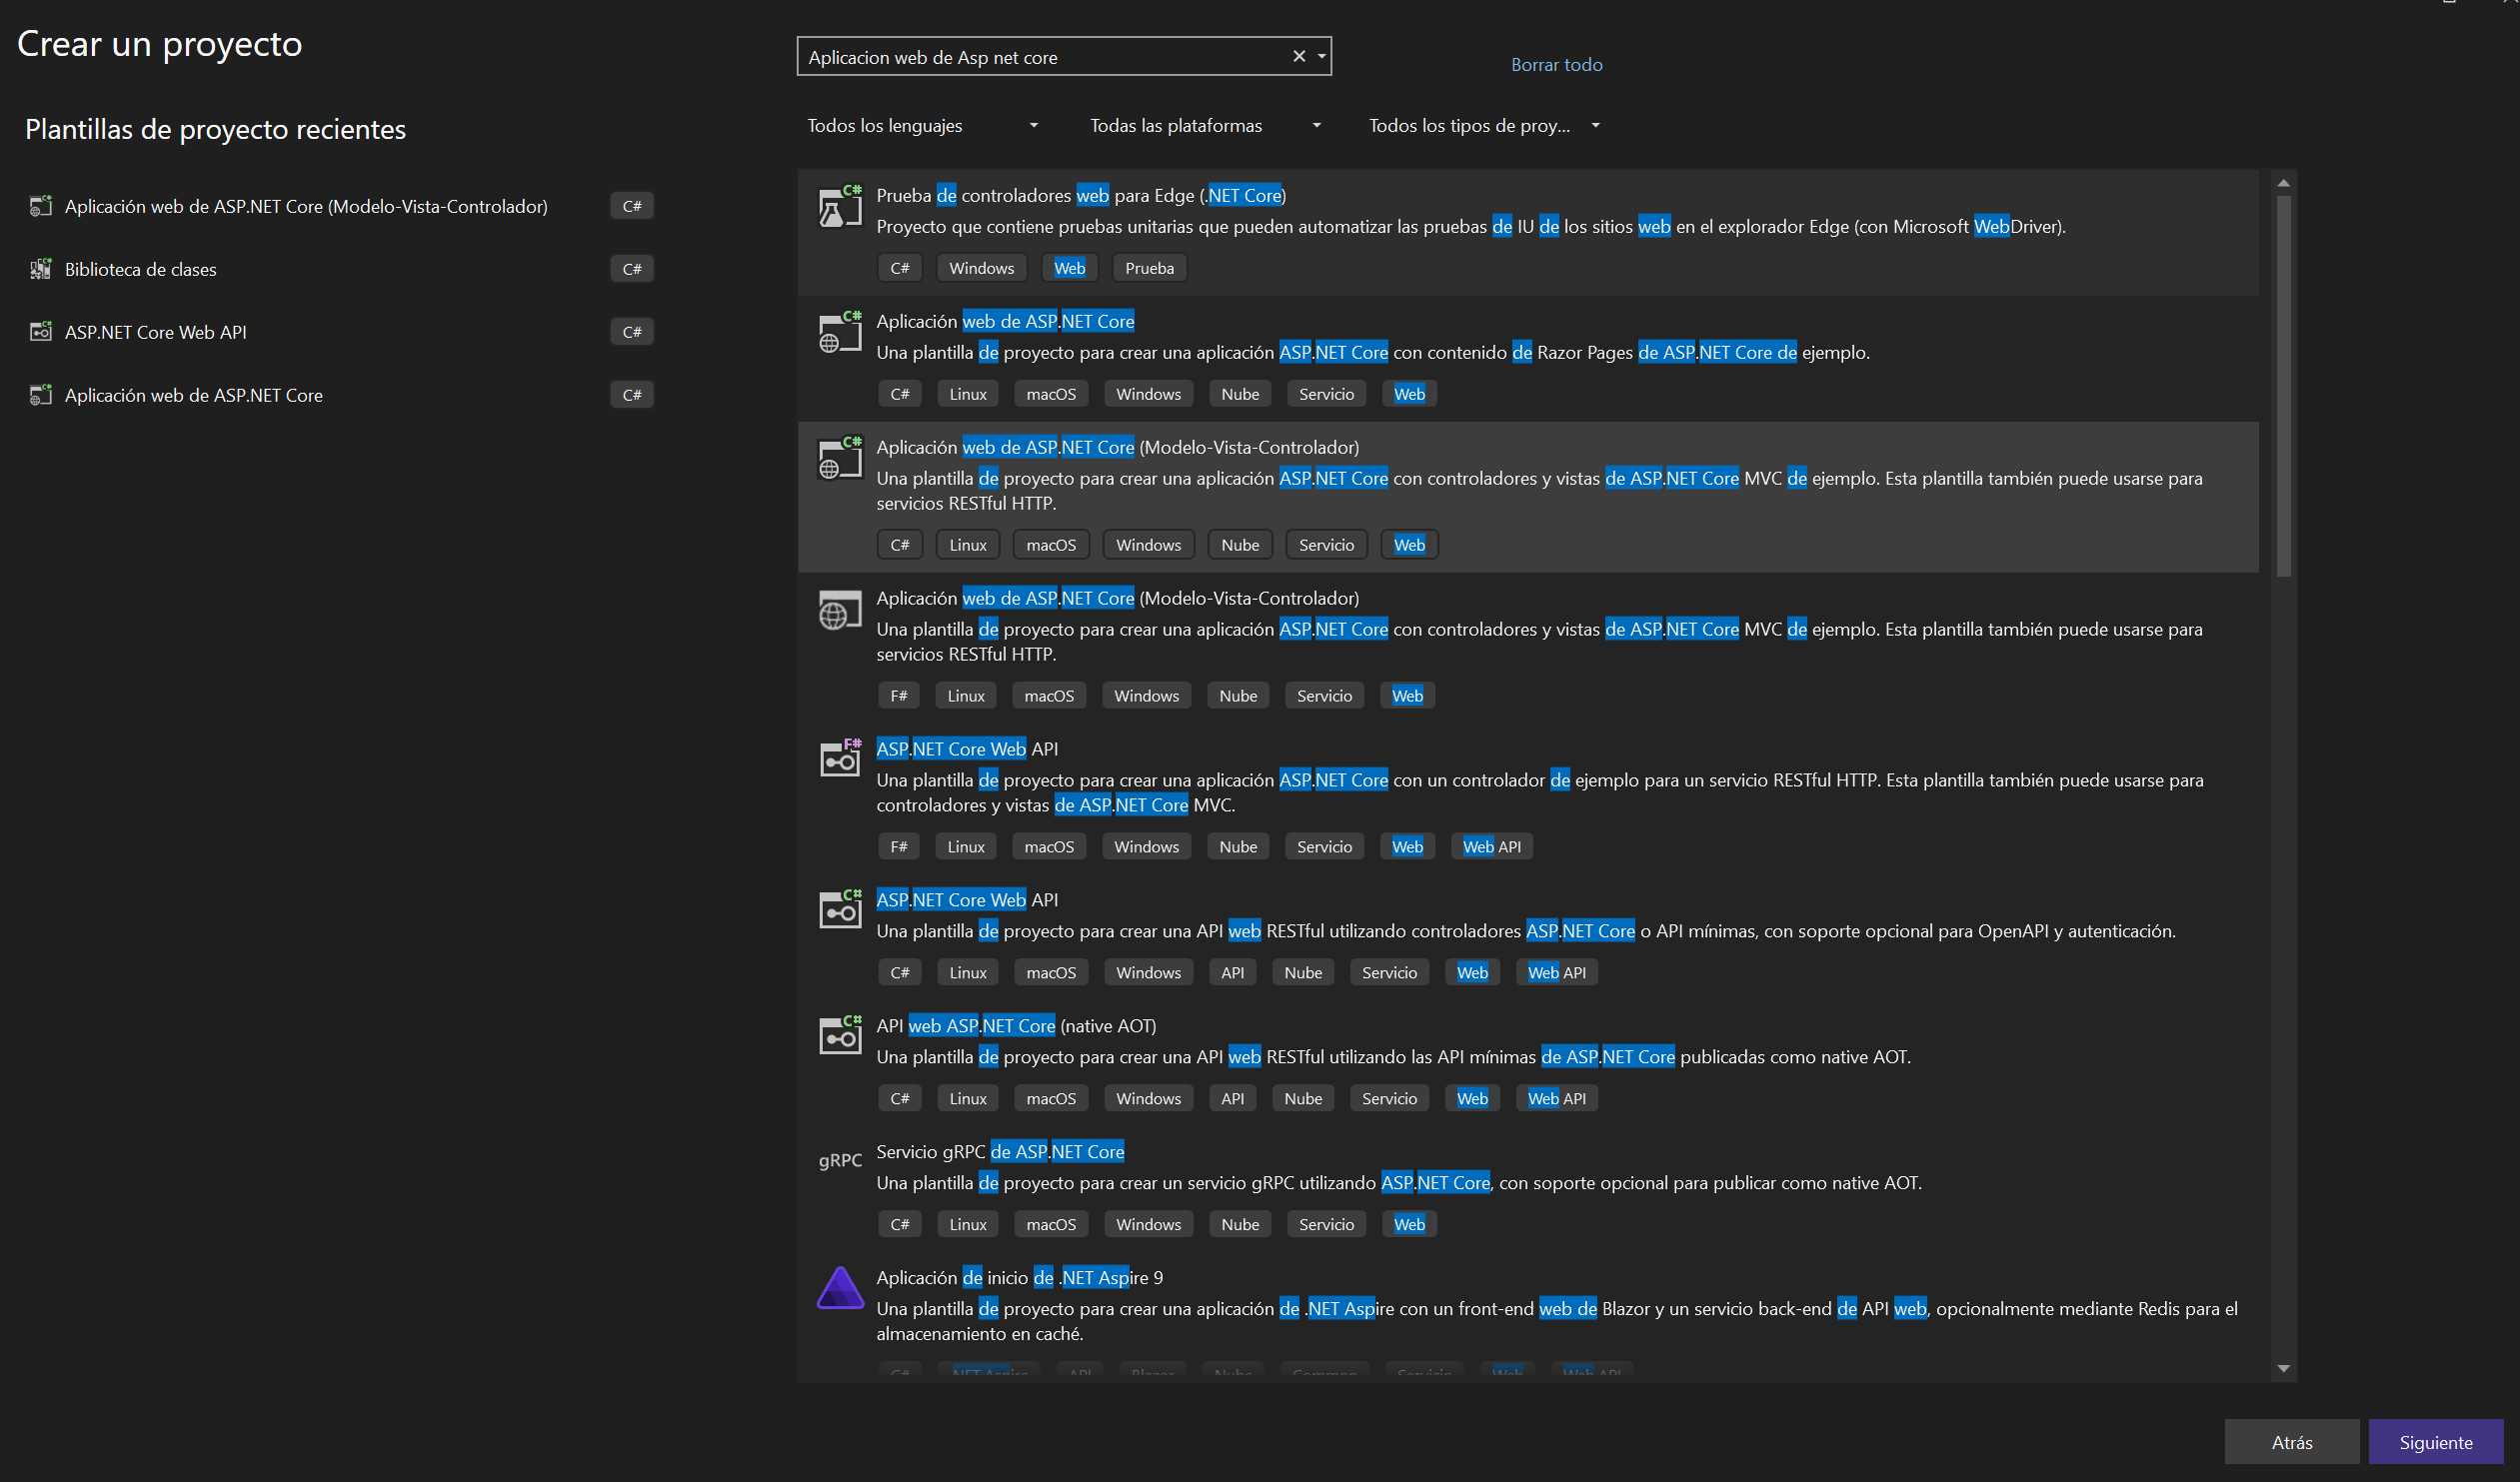 Crear un proyecto
Plantillas de proyecto recientes
Aplicación web de ASP.NET Core (Modelo-Vista-Controlador) C#
Biblioteca de clases C#
ASP.NET Core Web API C#
Aplicación web de ASP.NET Core C#
Aplicacion web de Asp net core
Borrar todo
Todos los lenguajes Todas las plataformas Todos los tipos de proy...
C#
Prueba de controladores web para Edge (.NET Core)
Proyecto que contiene pruebas unitarias que pueden automatizar las pruebas de IU de los sitios web en el explorador Edge (con Microsoft WebDriver).
C# Windows Web Prueba
C#
Aplicación web de ASP.NET Core
Una plantilla de proyecto para crear una aplicación ASP.NET Core con contenido de Razor Pages de ASP.NET Core de ejemplo.
C# Linux macOS Windows Nube Servicio Web
C#
Aplicación web de ASP.NET Core (Modelo-Vista-Controlador)
Una plantilla de proyecto para crear una aplicación ASP.NET Core con controladores y vistas de ASP.NET Core MVC de ejemplo. Esta plantilla también puede usarse para
servicios RESTful HTTP.
C# Linux macOS Windows Nube Servicio Web
Aplicación web de ASP.NET Core (Modelo-Vista-Controlador)
Una plantilla de proyecto para crear una aplicación ASP.NET Core con controladores y vistas de ASP.NET Core MVC de ejemplo. Esta plantilla también puede usarse para
servicios RESTful HTTP.
F# Linux macOS Windows Nube Servicio Web
F#
ASP.NET Core Web API
Una plantilla de proyecto para crear una aplicación ASP.NET Core con un controlador de ejemplo para un servicio RESTful HTTP. Esta plantilla también puede usarse para
controladores y vistas de ASP.NET Core MVC.
F# Linux macOS Windows Nube Servicio Web Web API
C#
ASP.NET Core Web API
Una plantilla de proyecto para crear una API web RESTful utilizando controladores ASP.NET Core o API mínimas, con soporte opcional para OpenAPI y autenticación.
C# Linux macOS Windows API Nube Servicio Web Web API
C#
API web ASP.NET Core (native AOT)
Una plantilla de proyecto para crear una API web RESTful utilizando las API mínimas de ASP.NET Core publicadas como native AOT.
C# Linux macOS Windows API Nube Servicio Web Web API
gRPC
Servicio gRPC de ASP.NET Core
Una plantilla de proyecto para crear un servicio gRPC utilizando ASP.NET Core, con soporte opcional para publicar como native AOT.
C# Linux macOS Windows Nube Servicio Web
Aplicación de inicio de .NET Aspire 9
Una plantilla de proyecto para crear una aplicación de .NET Aspire con un front-end web de Blazor y un servicio back-end de API web, opcionalmente mediante Redis para el
almacenamiento en caché.
C# .NET Aspire API Blazor Nube Common Servicio Web Web API
Atrás Siguiente